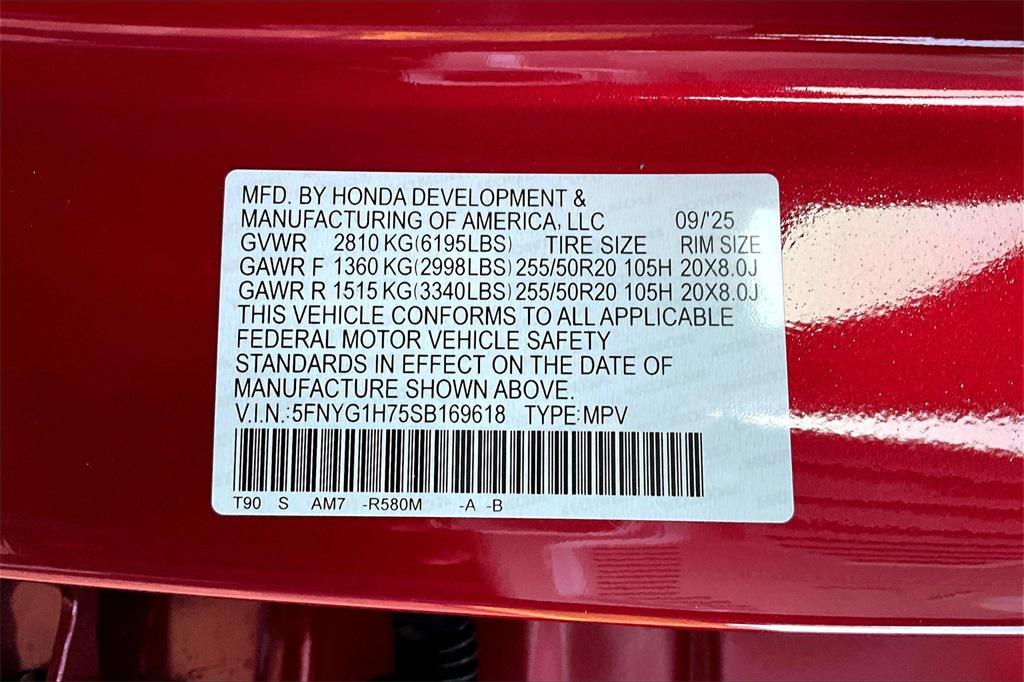 MFD. BY HONDA DEVELOPMENT &
MANUFACTURING OF AMERICA, LLC 09/'25
GVWR 2810 KG(6195LBS) TIRE SIZE RIM SIZE
GAWR F 1360 KG(2998LBS) 255/50R20 105H 20X8.0J
GAWR R 1515 KG(3340LBS) 255/50R20 105H 20X8.0J
THIS VEHICLE CONFORMS TO ALL APPLICABLE
FEDERAL MOTOR VEHICLE SAFETY
STANDARDS IN EFFECT ON THE DATE OF
MANUFACTURE SHOWN ABOVE.
V.I.N.:5FNYG1H75SB169618 TYPE:MPV
T90 S AM7 -R580M -A -B